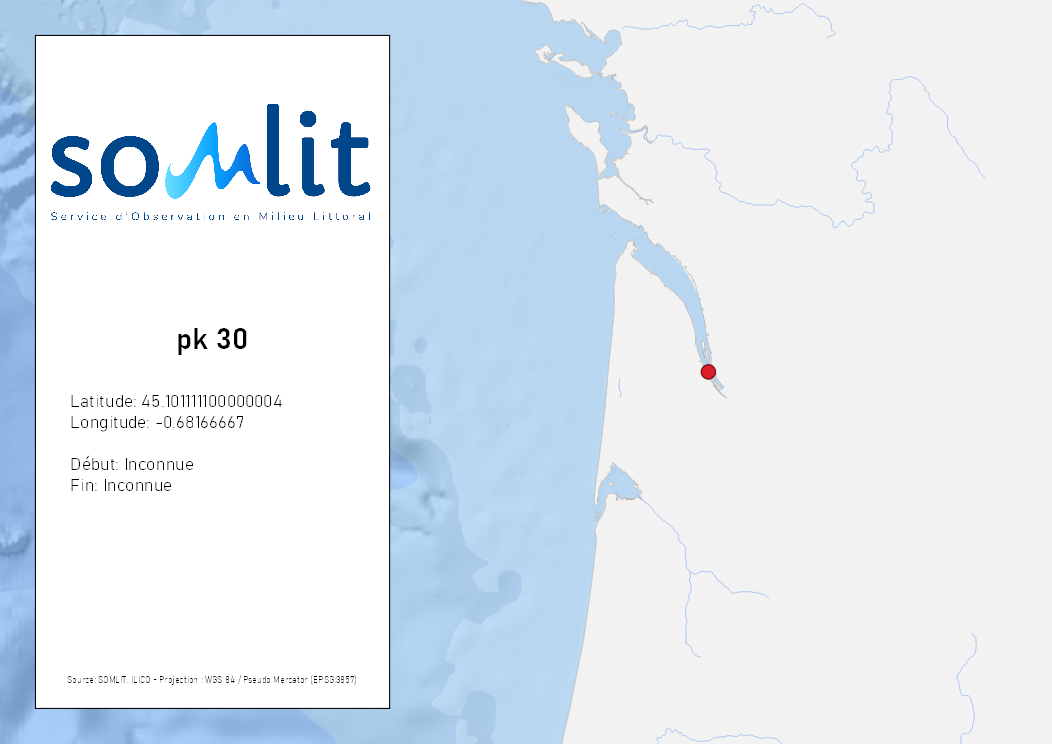 somlit
Service d'Observation en Milieu Littoral
pk 30
Latitude: 45.101111100000004
Longitude: -0.68166667
Début: Inconnue
Fin: Inconnue
Source: SOMLIT, ILICO - Projection : WGS 84 / Pseudo Mercator (EPSG:3857)